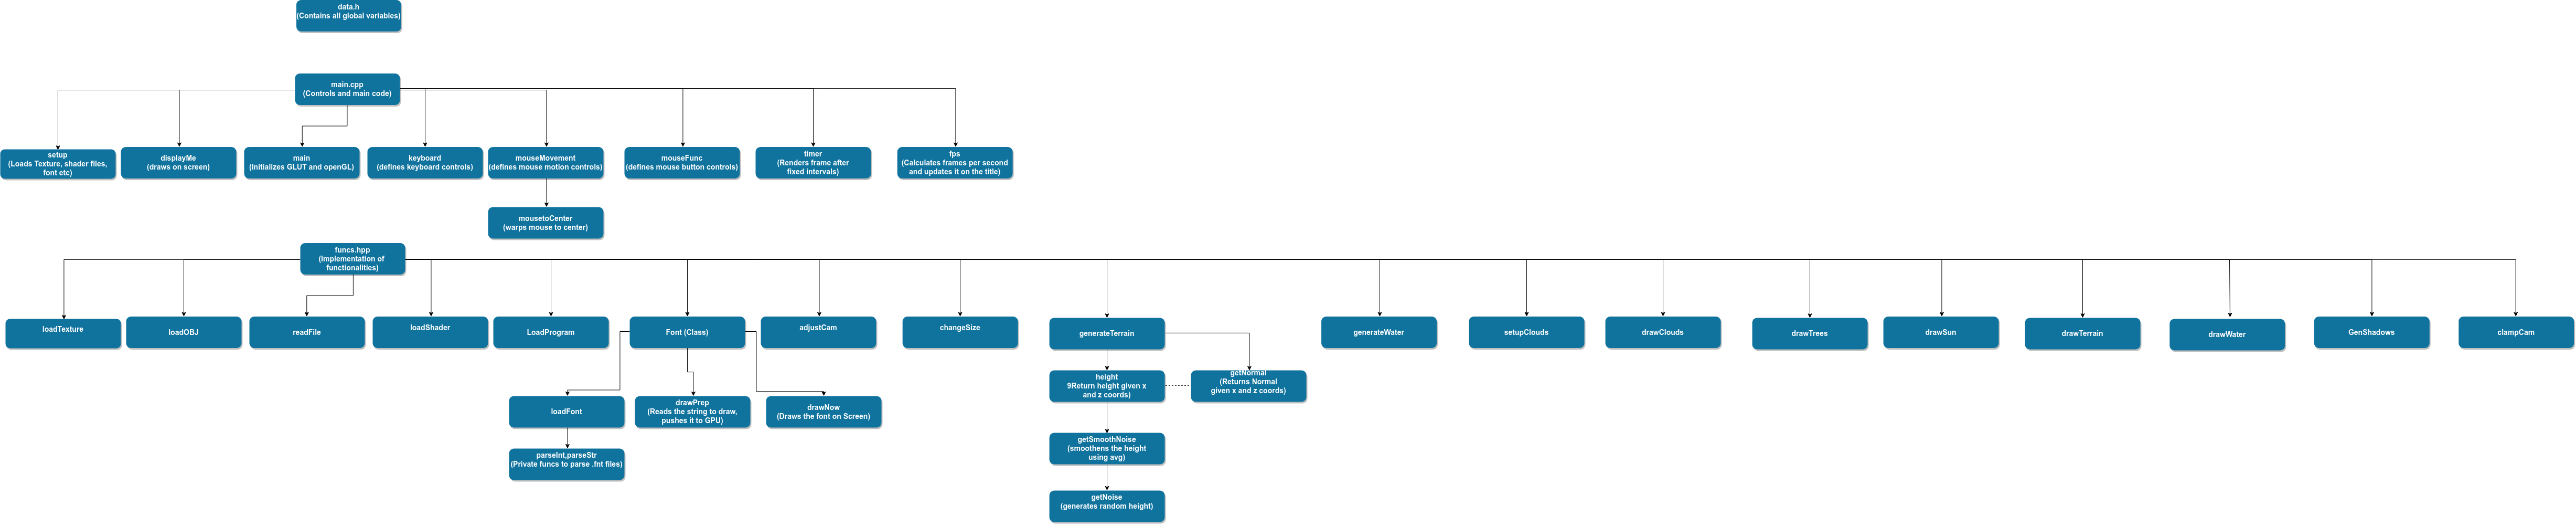 data.h
(Contains all global variables)
main.cpp
(Controls and main code)
setup
(Loads Texture, shader files,
font etc)
displayMe
(draws on screen)
main
(Initializes GLUT and openGL)
keyboard
(defines keyboard controls)
mouseMovement
(defines mouse motion controls)
mouseFunc
(defines mouse button controls)
timer
(Renders frame after
fixed intervals)
fps
(Calculates frames per second
and updates it on the title)
mousetoCenter
(warps mouse to center)
funcs.hpp
(Implementation of
functionalities)
loadTexture
loadOBJ
readFile
loadShader
LoadProgram
Font (Class)
adjustCam
changeSize
generateTerrain
generateWater
setupClouds
drawClouds
drawTrees
drawSun
drawTerrain
drawWater
GenShadows
clampCam
height
9Return height given x
and z coords)
getNormal
(Returns Normal
given x and z coords)
loadFont
drawPrep
(Reads the string to draw,
pushes it to GPU)
drawNow
(Draws the font on Screen)
parseInt,parseStr
(Private funcs to parse .fnt files)
getSmoothNoise
(smoothens the height
using avg)
getNoise
(generates random height)